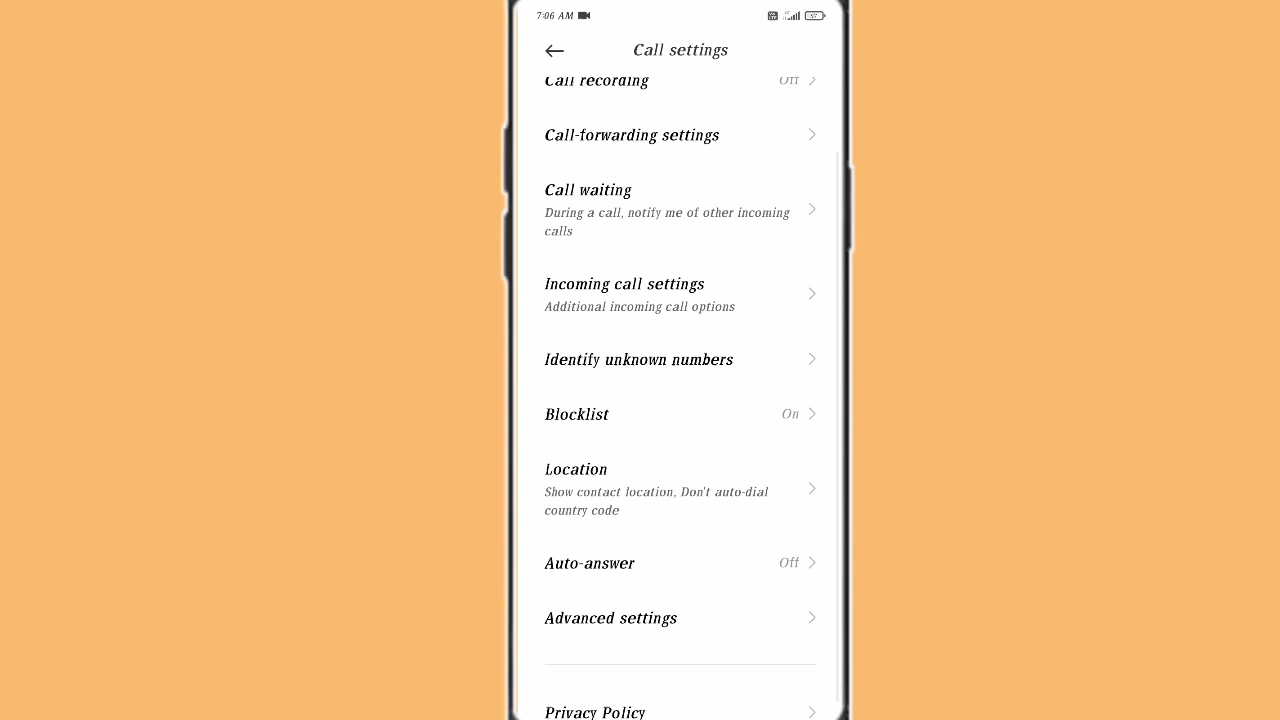 7:06 AM
97
Call settings
Call recording Off
Call-forwarding settings
Call waiting
During a call, notify me of other incoming
calls
Incoming call settings
Additional incoming call options
Identify unknown numbers
Blocklist On
Location
Show contact location, Don't auto-dial
country code
Auto-answer Off
Advanced settings
Privacy Policy